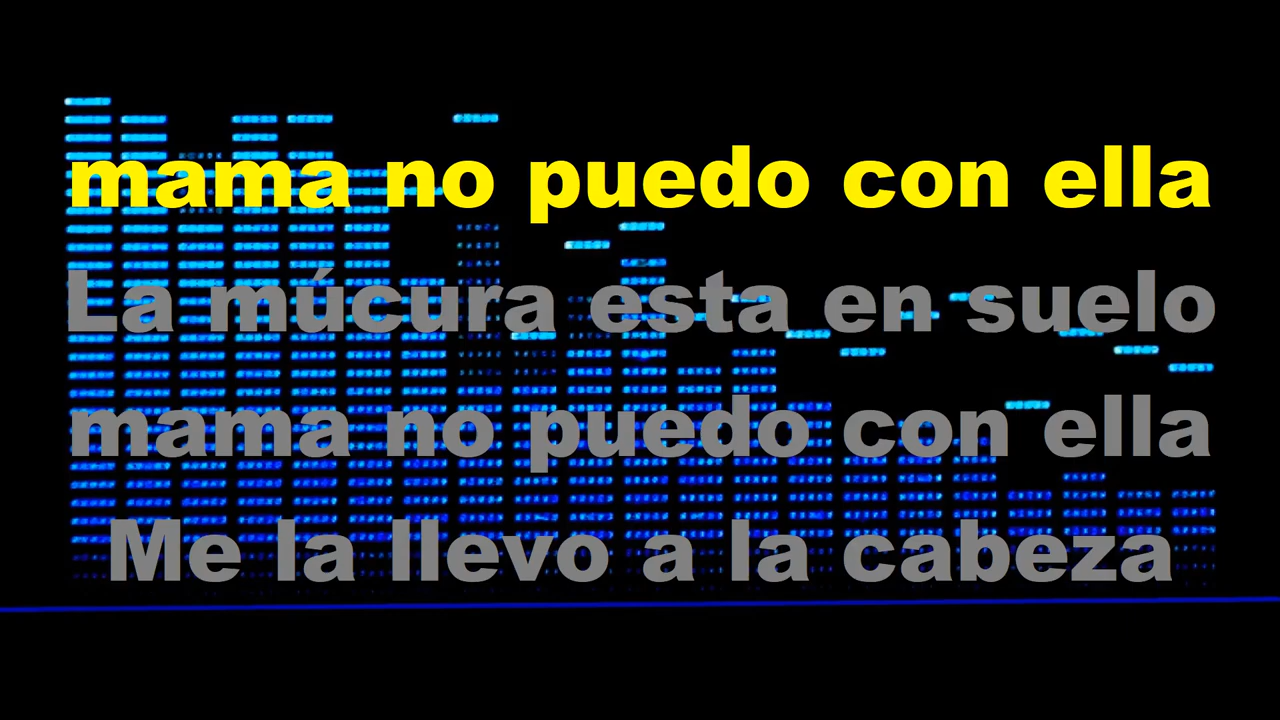 mama no puedo con ella
La múcura esta en suelo
mama no puedo con ella
Me la llevo a la cabeza